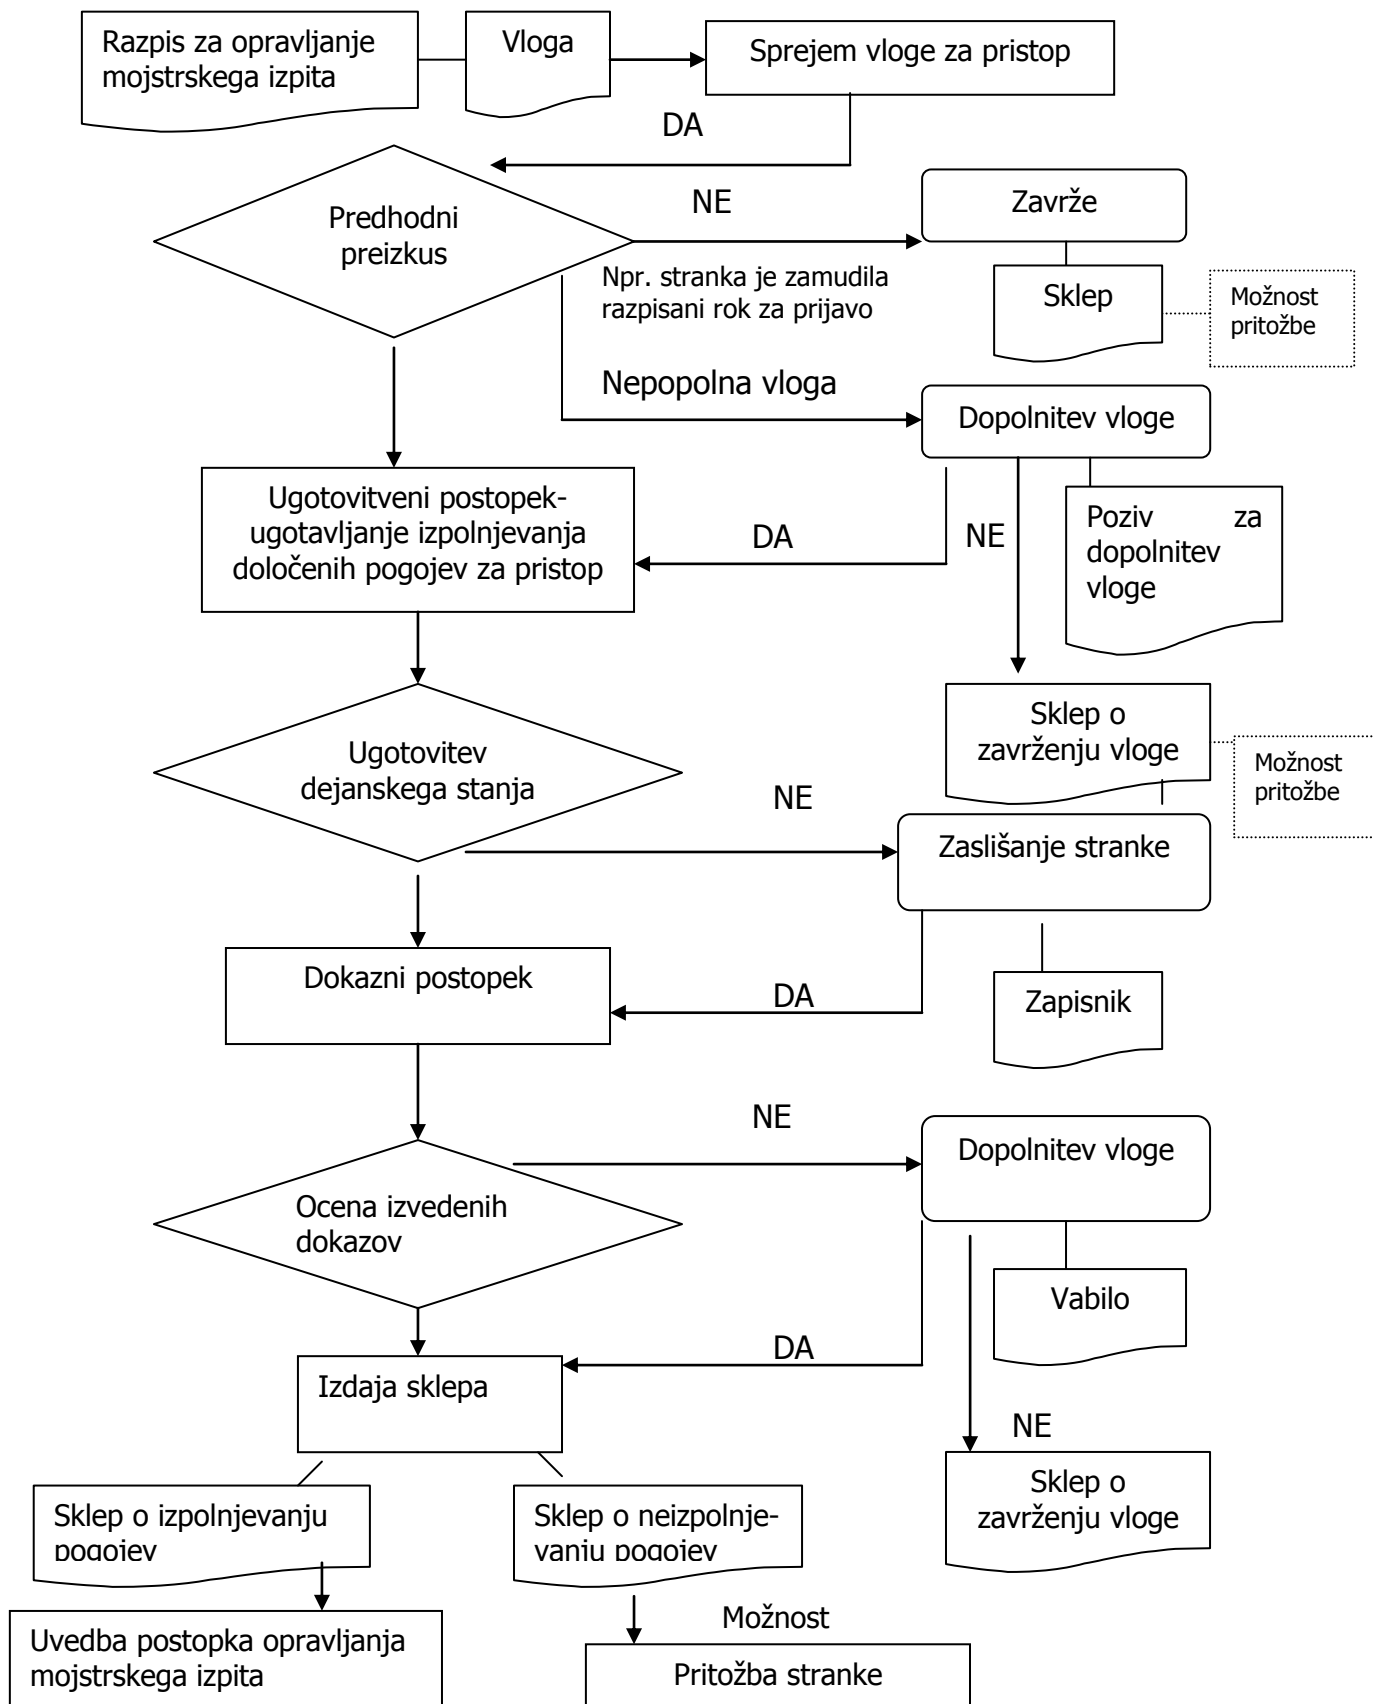 Razpis za opravljanje
mojstrskega izpita
Vloga
Sprejem vloge za pristop
DA
Predhodni
preizkus
NE
Zavrže
Npr. stranka je zamudila
razpisani rok za prijavo
Sklep
Možnost
pritožbe
Nepopolna vloga
Dopolnitev vloge
Ugotovitveni postopek-
ugotavljanje izpolnjevanja
določenih pogojev za pristop
DA
NE
Poziv za
dopolnitev
vloge
Sklep o
zavrženju vloge
Možnost
pritožbe
Ugotovitev
dejanskega stanja
NE
Zaslišanje stranke
Dokazni postopek
DA
Zapisnik
NE
Dopolnitev vloge
Ocena izvedenih
dokazov
Vabilo
DA
Izdaja sklepa
NE
Sklep o
zavrženju vloge
Sklep o izpolnjevanju
pogojev
Sklep o neizpolnje-
vanju pogojev
Možnost
Uvedba postopka opravljanja
mojstrskega izpita
Pritožba stranke